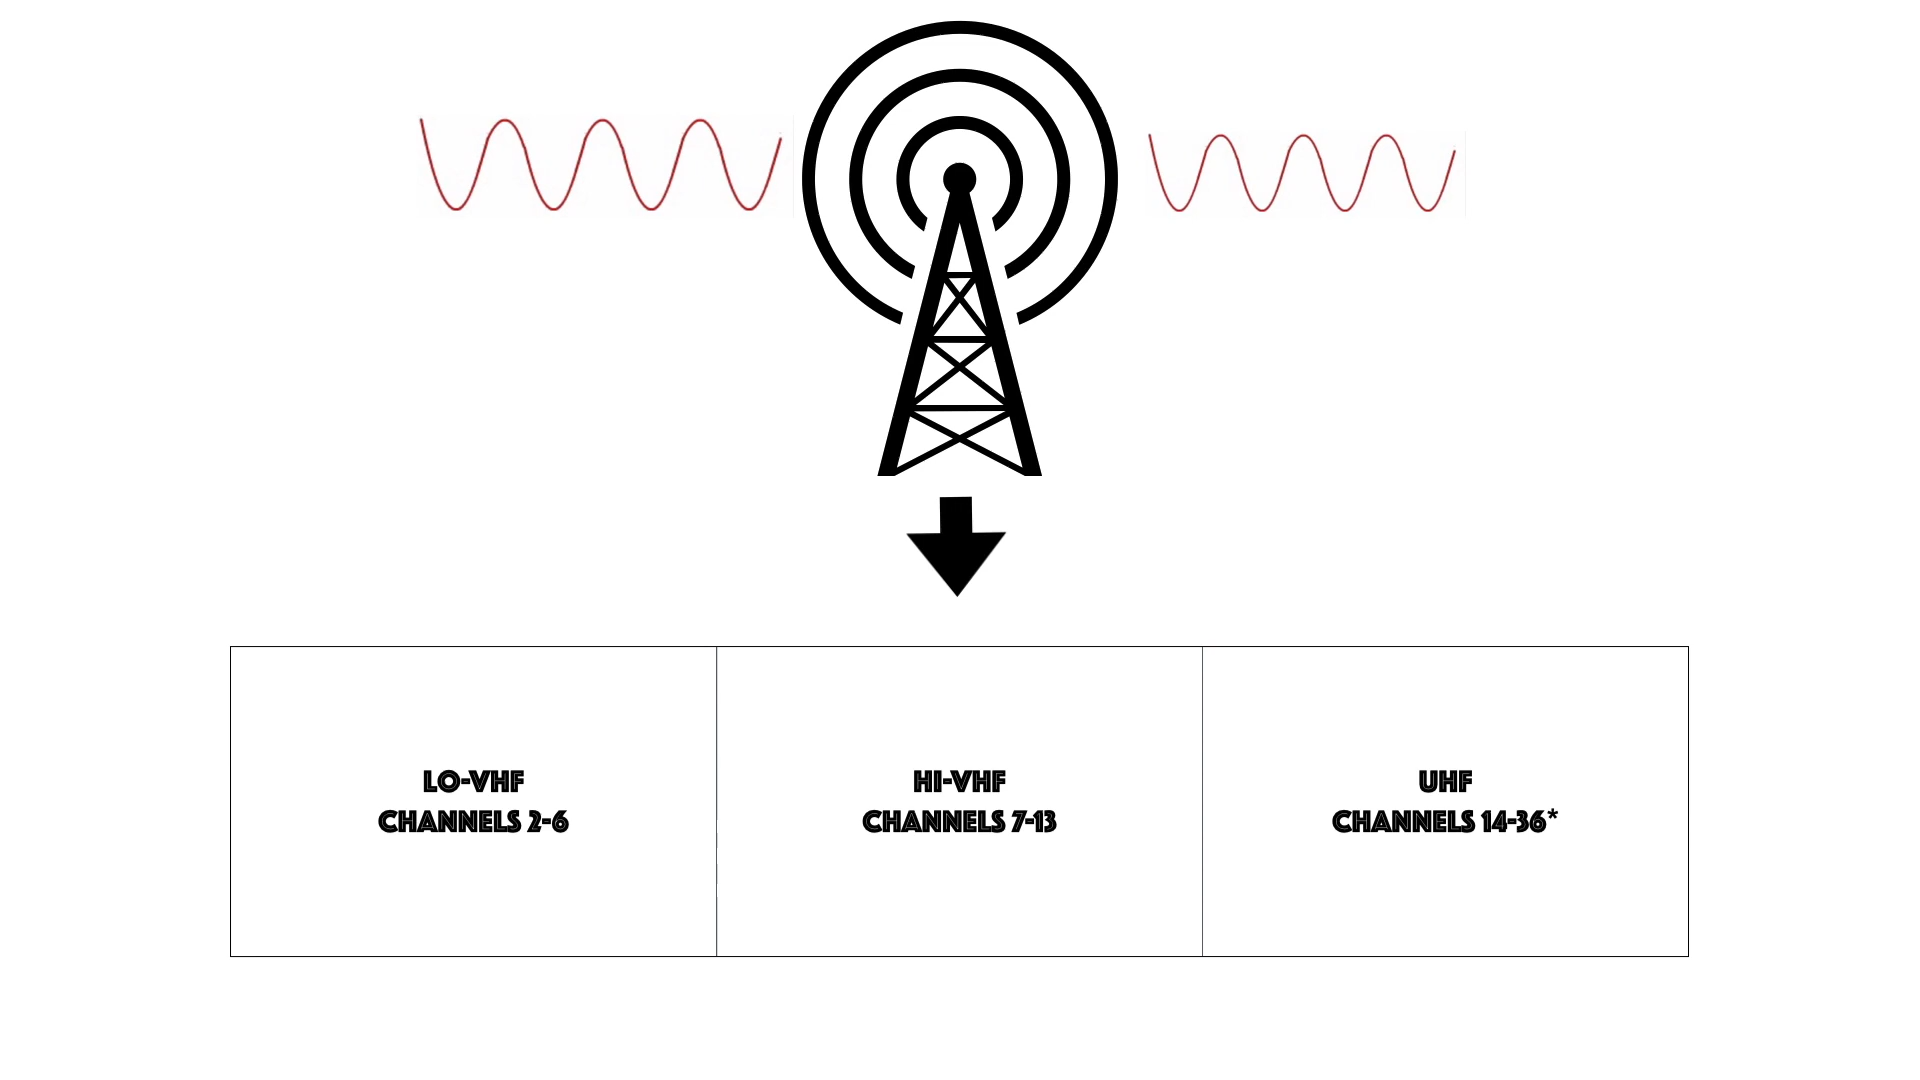 LO-VHF
CHANNELS 2-6
HI-VHF
CHANNELS 7-13
UHF
CHANNELS 14-36*